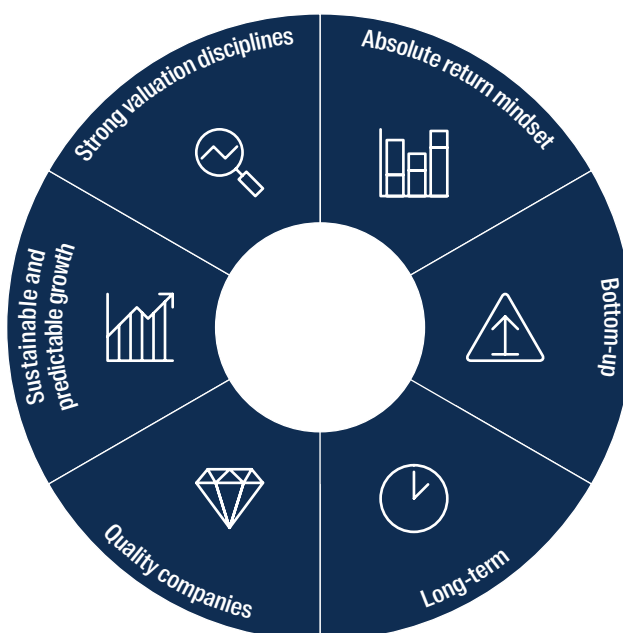 Strong valuation disciplines
Absolute return mindset
Sustainable and
predictable growth
Bottom-up
Quality companies
Long-term